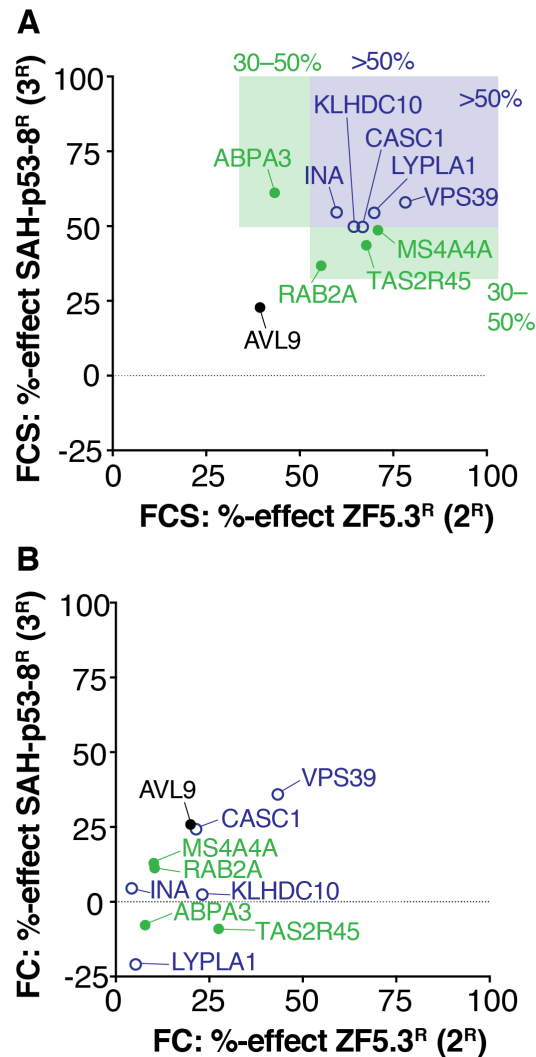 A
30–50%
>50%
100
KLHDC10
>50%
75
CASC1
ABPA3
LYPLA1
INA
VPS39
50
MS4A4A
TAS2R45
RAB2A
30–
50%
25
AVL9
0
-25
0
25
50
75
100
FCS: %-effect SAH-p53-8ᴿ (3ᴿ)
FCS: %-effect ZF5.3ᴿ (2ᴿ)
B
100
75
VPS39
50
AVL9
CASC1
25
MS4A4A
RAB2A
INA
KLHDC10
0
ABPA3
TAS2R45
LYPLA1
-25
0
25
50
75
100
FC: %-effect SAH-p53-8ᴿ (3ᴿ)
FC: %-effect ZF5.3ᴿ (2ᴿ)